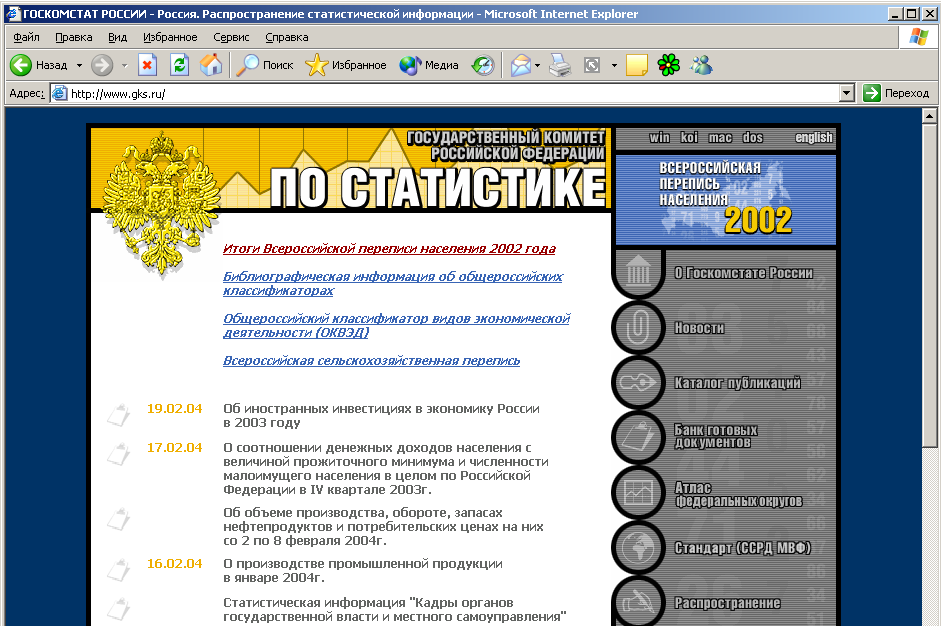 ГОСКОМСТАТ РОССИИ - Россия. Распространение статистической информации - Microsoft Internet Explorer
Файл Правка Вид Избранное Сервис Справка
Назад Поиск Избранное Медиа
Адрес: http://www.gks.ru/ Переход
ГОСУДАРСТВЕННЫЙ КОМИТЕТ
РОССИЙСКОЙ ФЕДЕРАЦИИ
ПО СТАТИСТИКЕ
win koi mac dos english
ВСЕРОССИЙСКАЯ
ПЕРЕПИСЬ
НАСЕЛЕНИЯ
2002
Итоги Всероссийской переписи населения 2002 года
Библиографическая информация об общероссийских
классификаторах
Общероссийский классификатор видов экономической
деятельности (ОКВЭД)
Всероссийская сельскохозяйственная перепись
19.02.04 Об иностранных инвестициях в экономику России
в 2003 году
17.02.04 О соотношении денежных доходов населения с
величиной прожиточного минимума и численности
малоимущего населения в целом по Российской
Федерации в IV квартале 2003г.
Об объеме производства, обороте, запасах
нефтепродуктов и потребительских ценах на них
со 2 по 8 февраля 2004г.
16.02.04 О производстве промышленной продукции
в январе 2004г.
Статистическая информация "Кадры органов
государственной власти и местного самоуправления"
О Госкомстате России
Новости
Каталог публикаций
Банк готовых
документов
Атлас
федеральных округов
Стандарт (ССРД МВФ)
Распространение